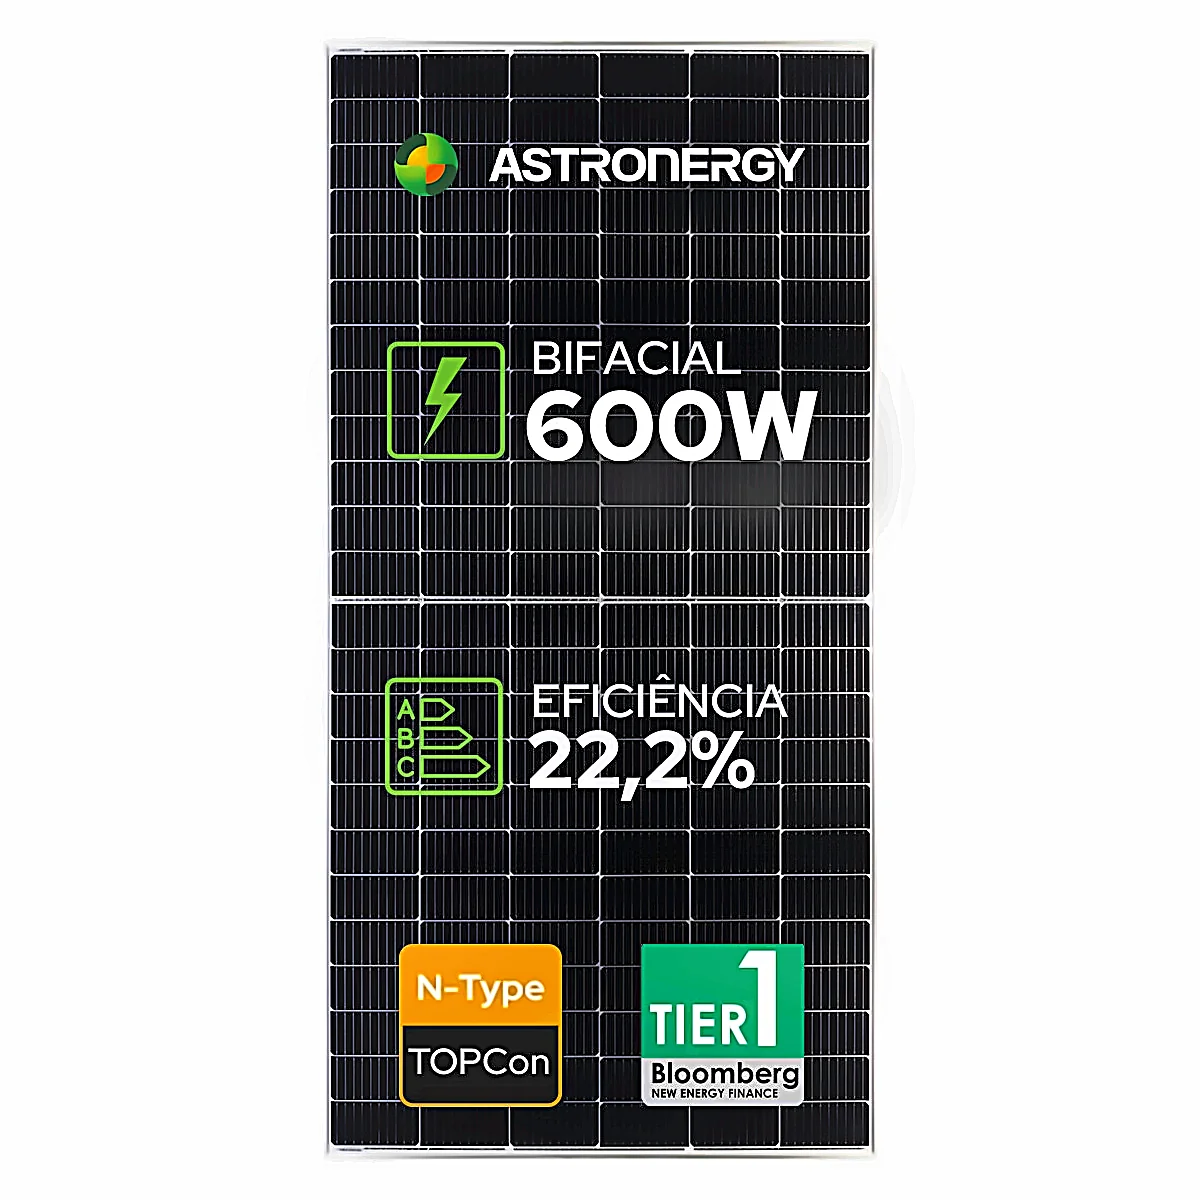 ASTRONERGY
BIFACIAL
600W
A
B
C
EFICIÊNCIA
22,2%
N-Type
TOPCon
TIER 1
Bloomberg
NEW ENERGY FINANCE